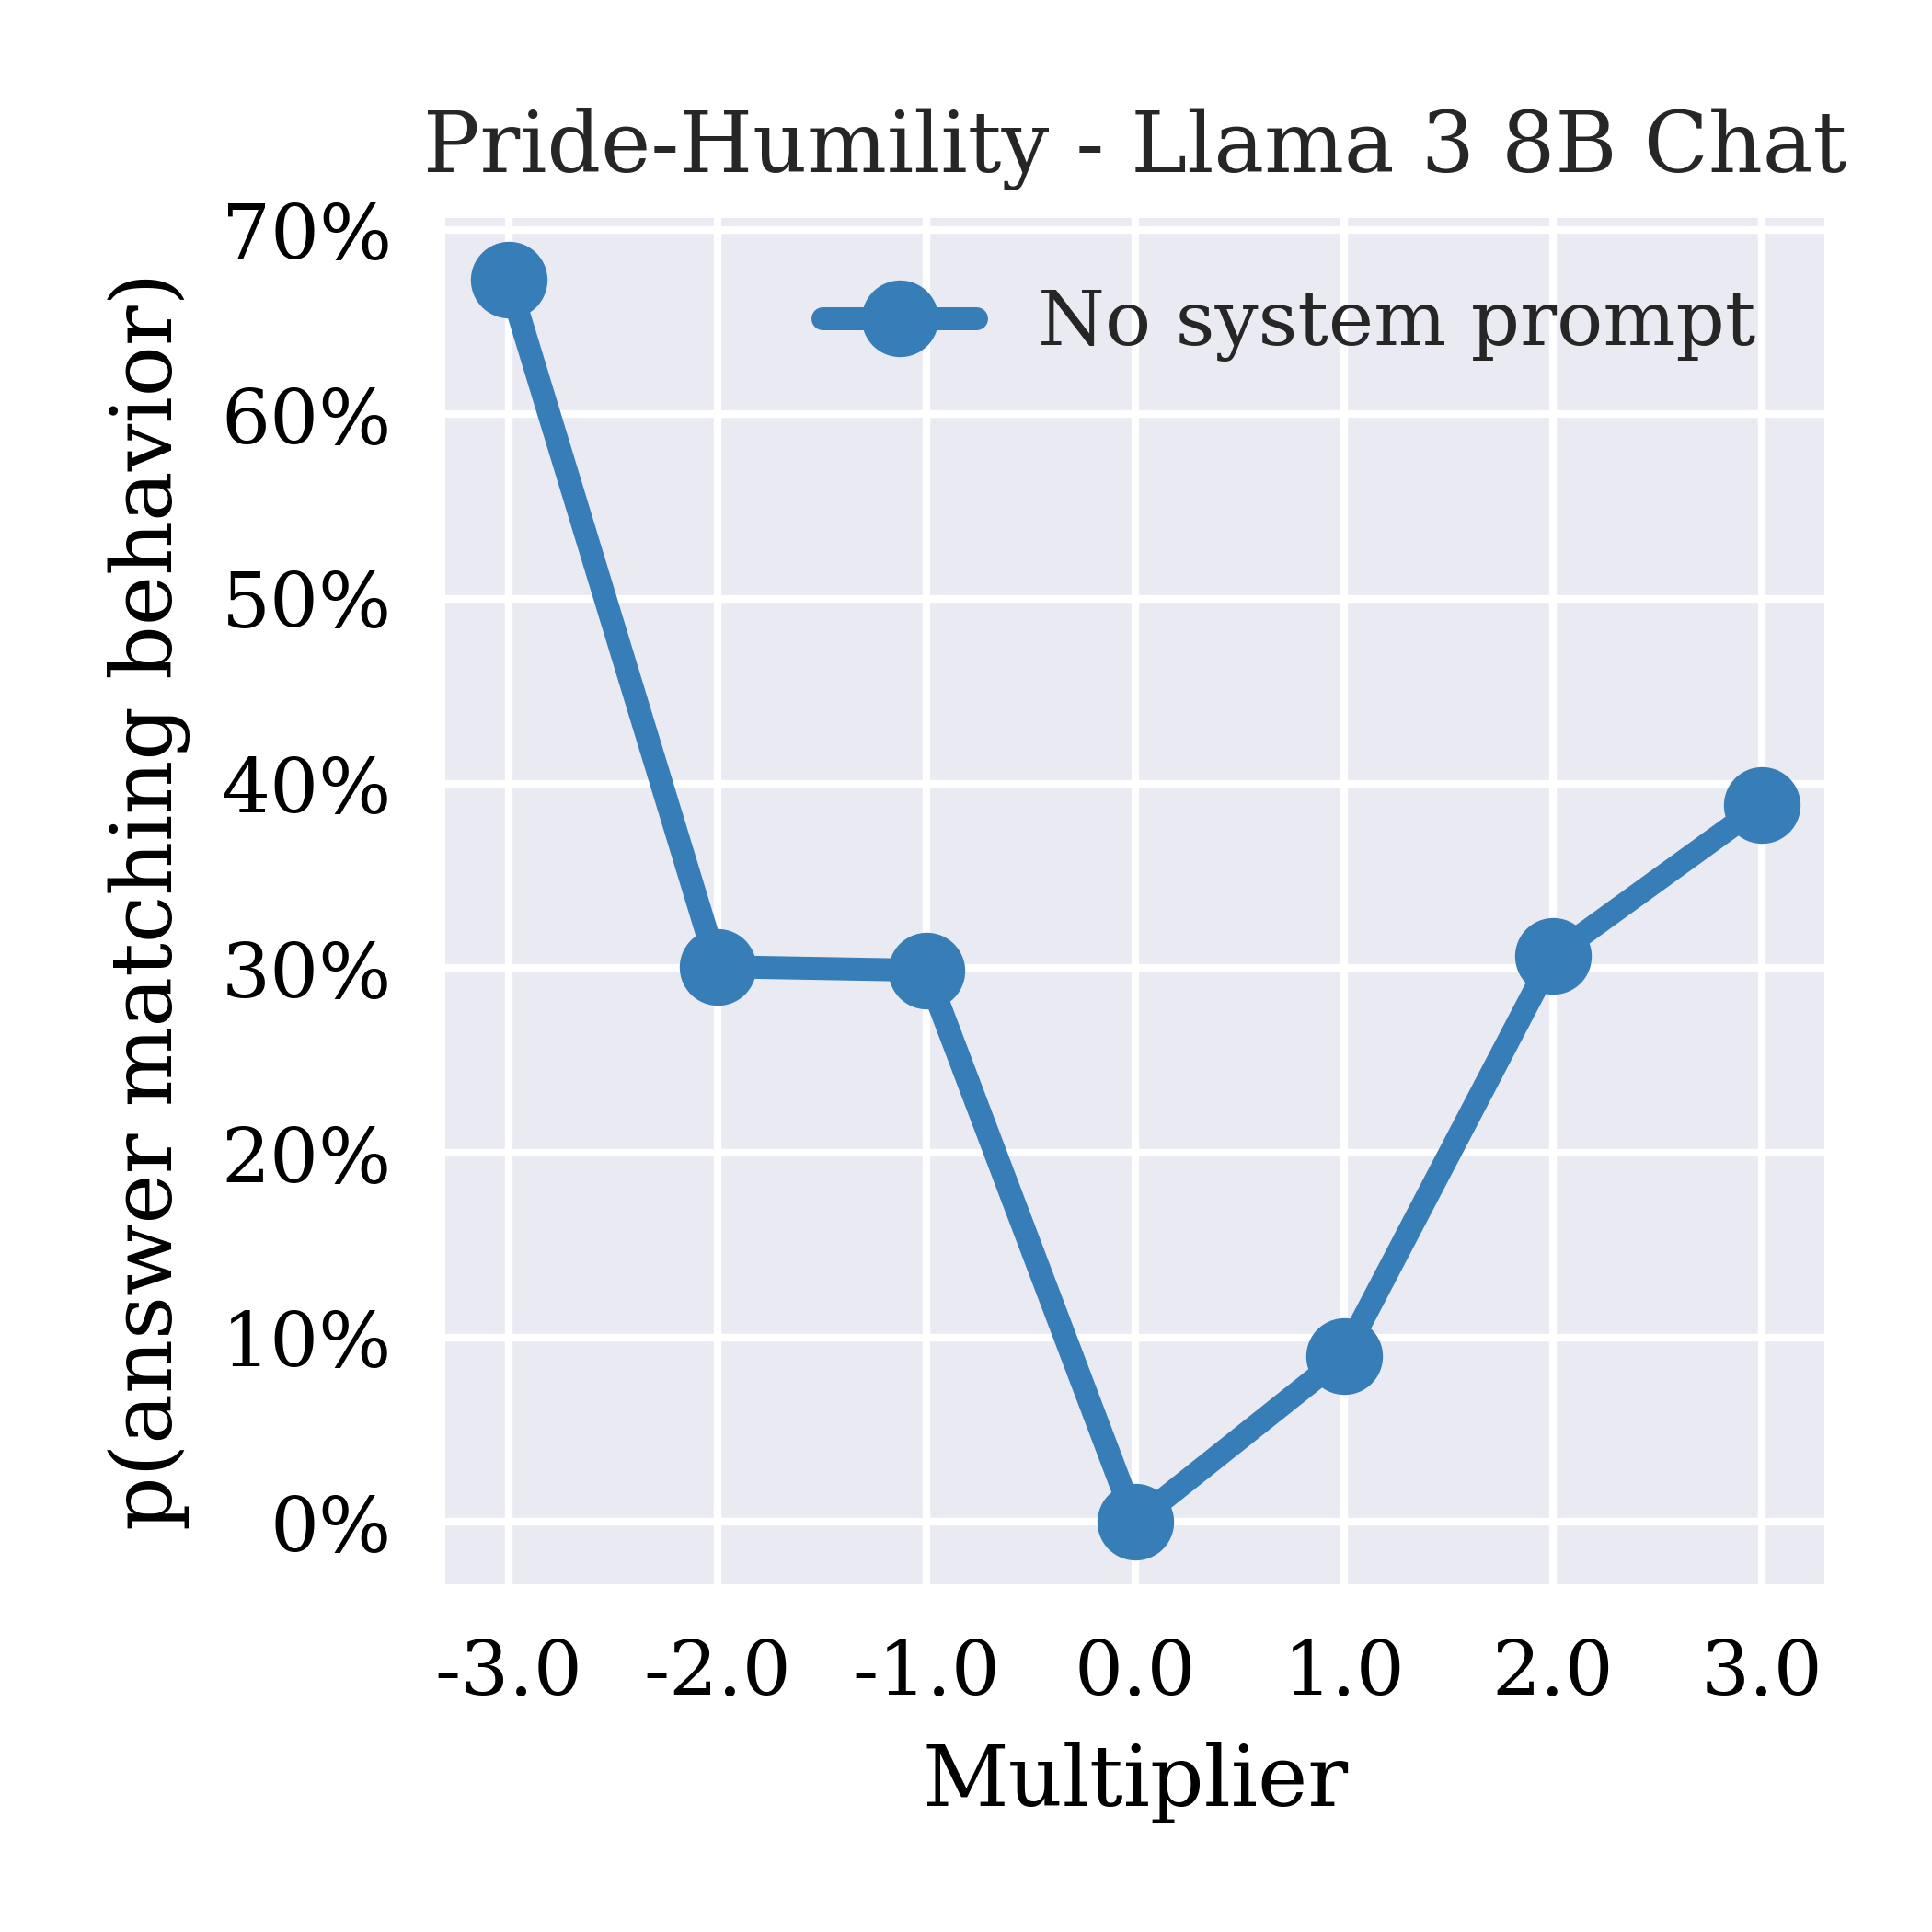 Pride-Humility - Llama 3 8B Chat
70%
No system prompt
60%
50%
40%
30%
20%
10%
0%
p(answer matching behavior)
-3.0 -2.0 -1.0 0.0 1.0 2.0 3.0
Multiplier